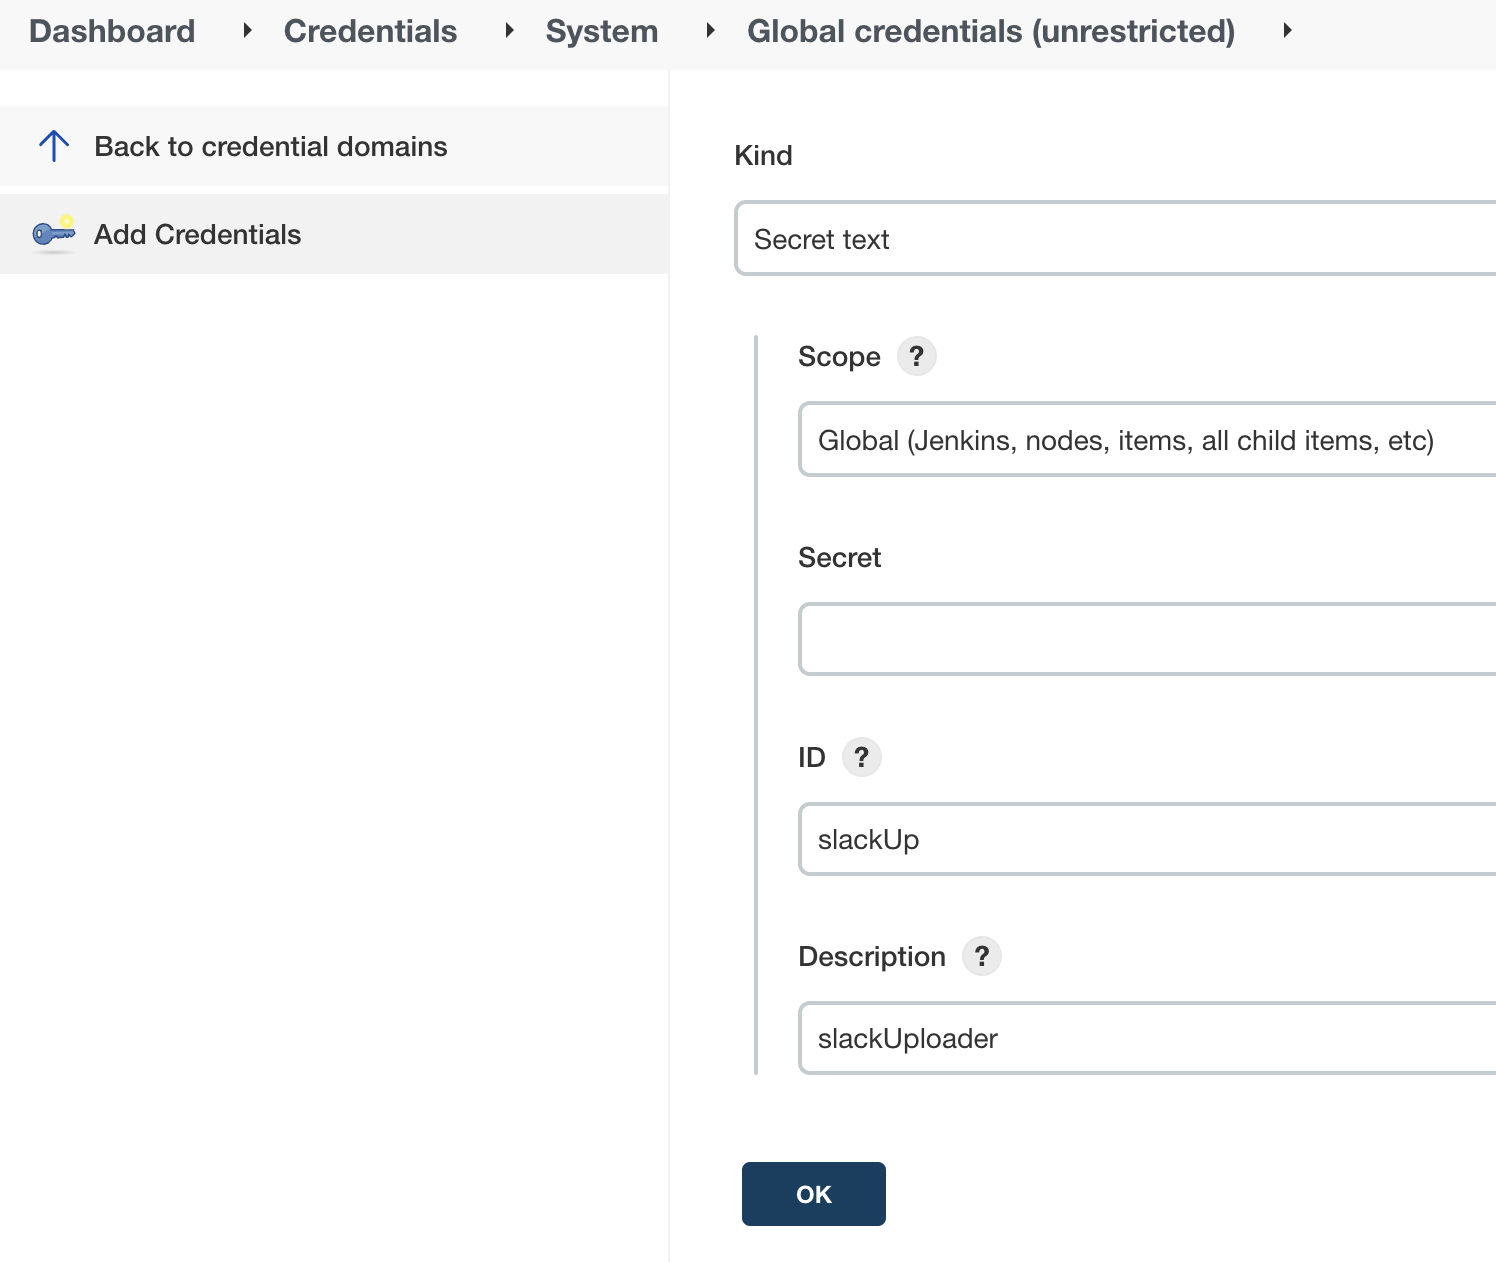 Dashboard Credentials System Global credentials (unrestricted)
Back to credential domains
Add Credentials
Kind
Secret text
Scope ?
Global (Jenkins, nodes, items, all child items, etc)
Secret
ID ?
slackUp
Description ?
slackUploader
OK